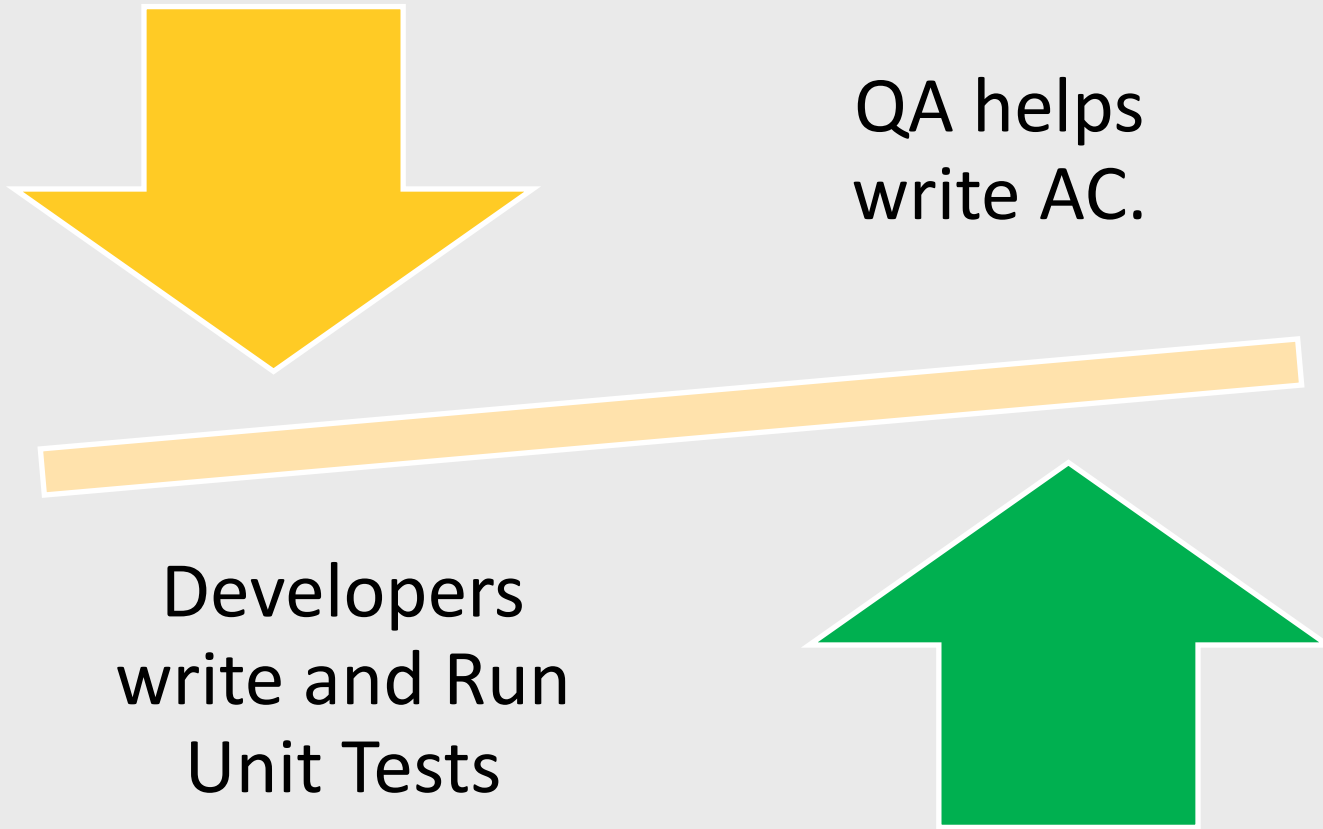 QA helps
write AC.
Developers
write and Run
Unit Tests